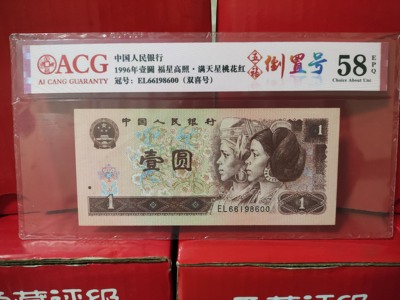 ACG
AI CANG GUARANTY
中国人民银行
1996年壹圓 福星高照·满天星桃花红
冠号：EL66198600（双喜号）
倒置号
58 EPQ
Choice About Unc
中国人民银行
壹圆
1
1
EL66198600
1